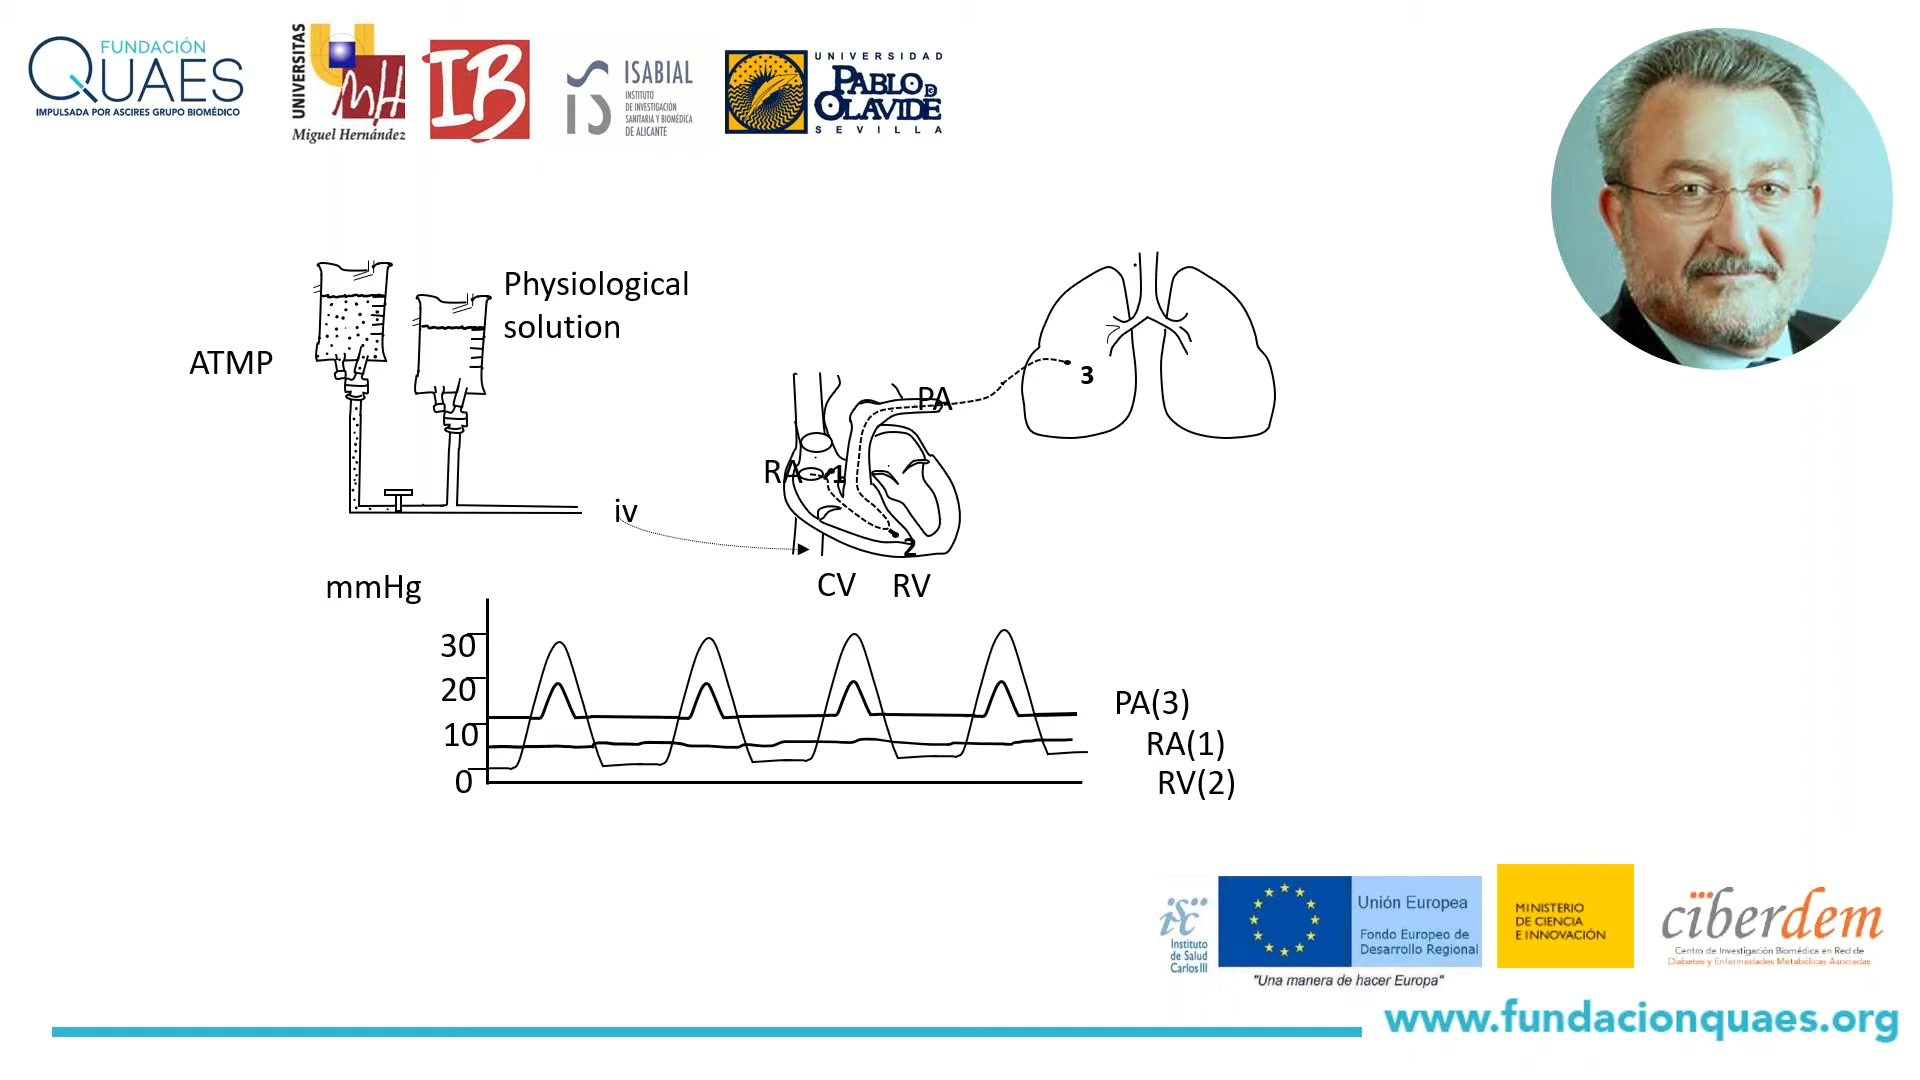 FUNDACIÓN
QUAES
IMPULSADA POR ASCIRES GRUPO BIOMÉDICO
UNIVERSITAS
Miguel Hernández
IB
ISABIAL
INSTITUTO
DE INVESTIGACIÓN
SANITARIA Y BIOMÉDICA
DE ALICANTE
UNIVERSIDAD
PABLO DE
OLAVIDE
SEVILLA
Physiological
solution
ATMP
3
PA
RA
1
iv
2
CV RV
mmHg
30
20
10
0
PA(3)
RA(1)
RV(2)
isc
Instituto
de Salud
Carlos III
Unión Europea
Fondo Europeo de
Desarrollo Regional
"Una manera de hacer Europa"
MINISTERIO
DE CIENCIA
E INNOVACIÓN
ciberdem
Centro de Investigación Biomédica en Red de
Diabetes y Enfermedades Metabólicas Asociadas
www.fundacionquaes.org